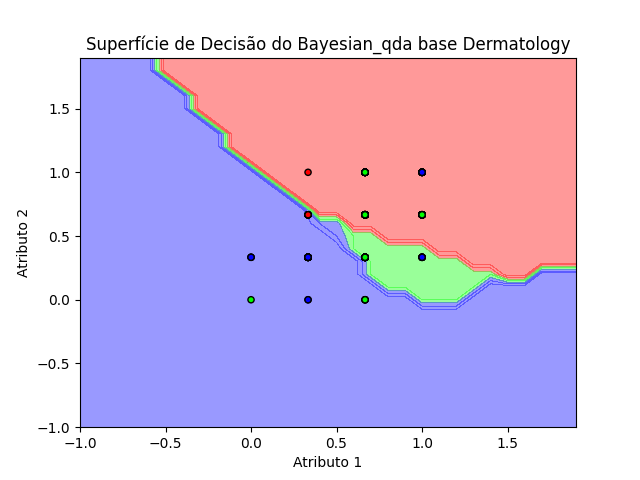 Superfície de Decisão do Bayesian_qda base Dermatology
1.5
1.0
0.5
0.0
−0.5
−1.0
Atributo 2
−1.0 −0.5 0.0 0.5 1.0 1.5
Atributo 1